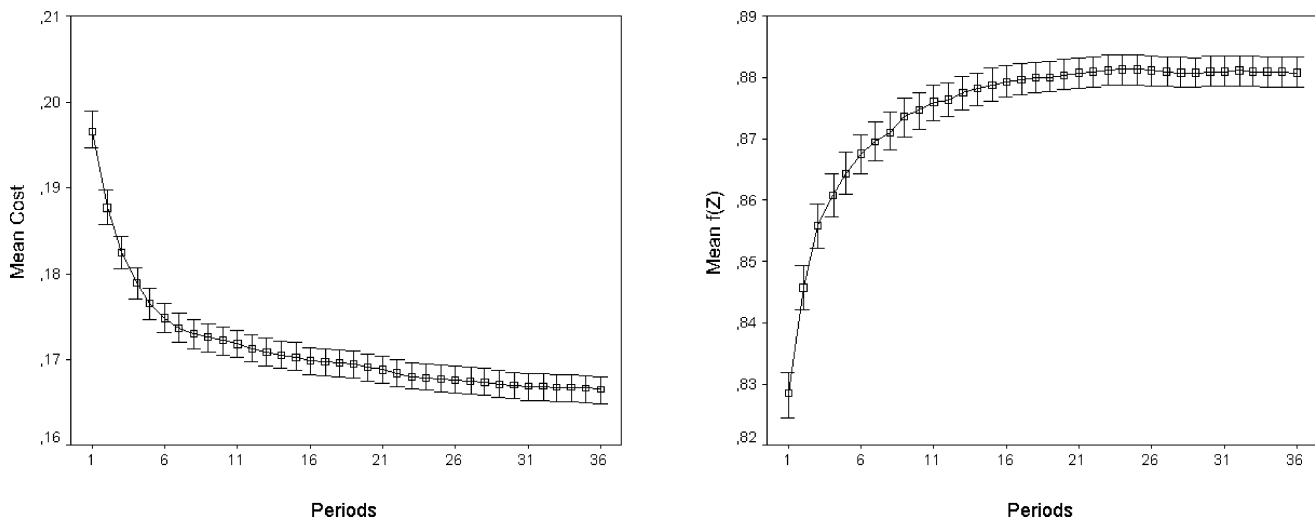 ,21
,20
,19
,18
,17
,16
Mean Cost
1 6 11 16 21 26 31 36
Periods
,89
,88
,87
,86
,85
,84
,83
,82
Mean f(Z)
1 6 11 16 21 26 31 36
Periods